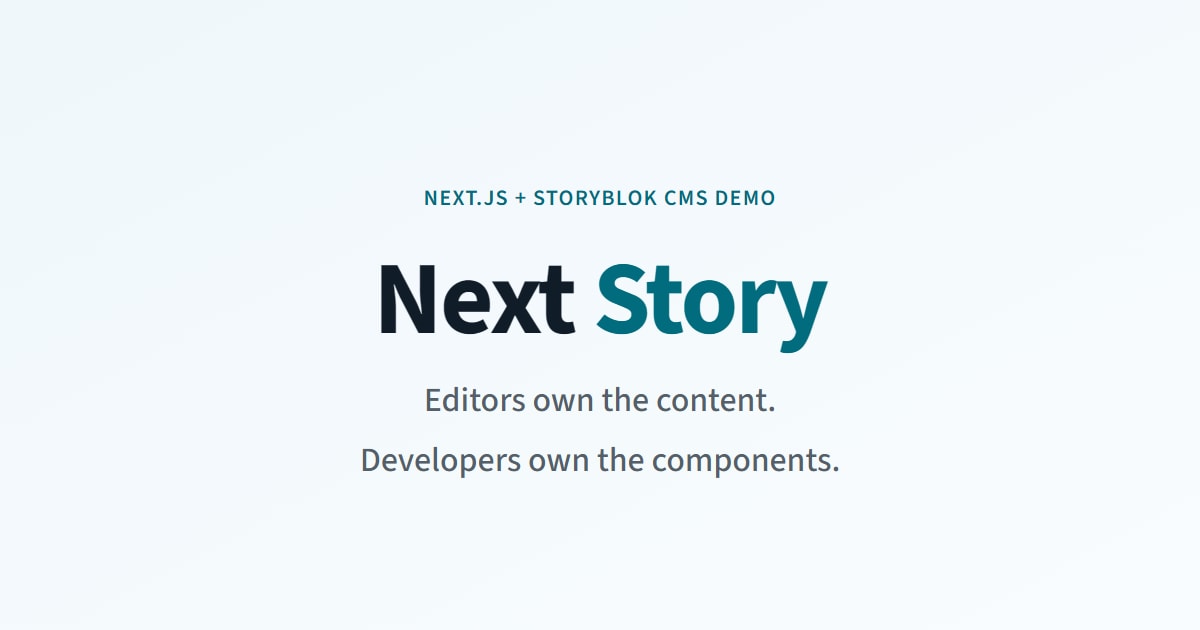 NEXT.JS + STORYBLOK CMS DEMO
Next Story
Editors own the content.
Developers own the components.